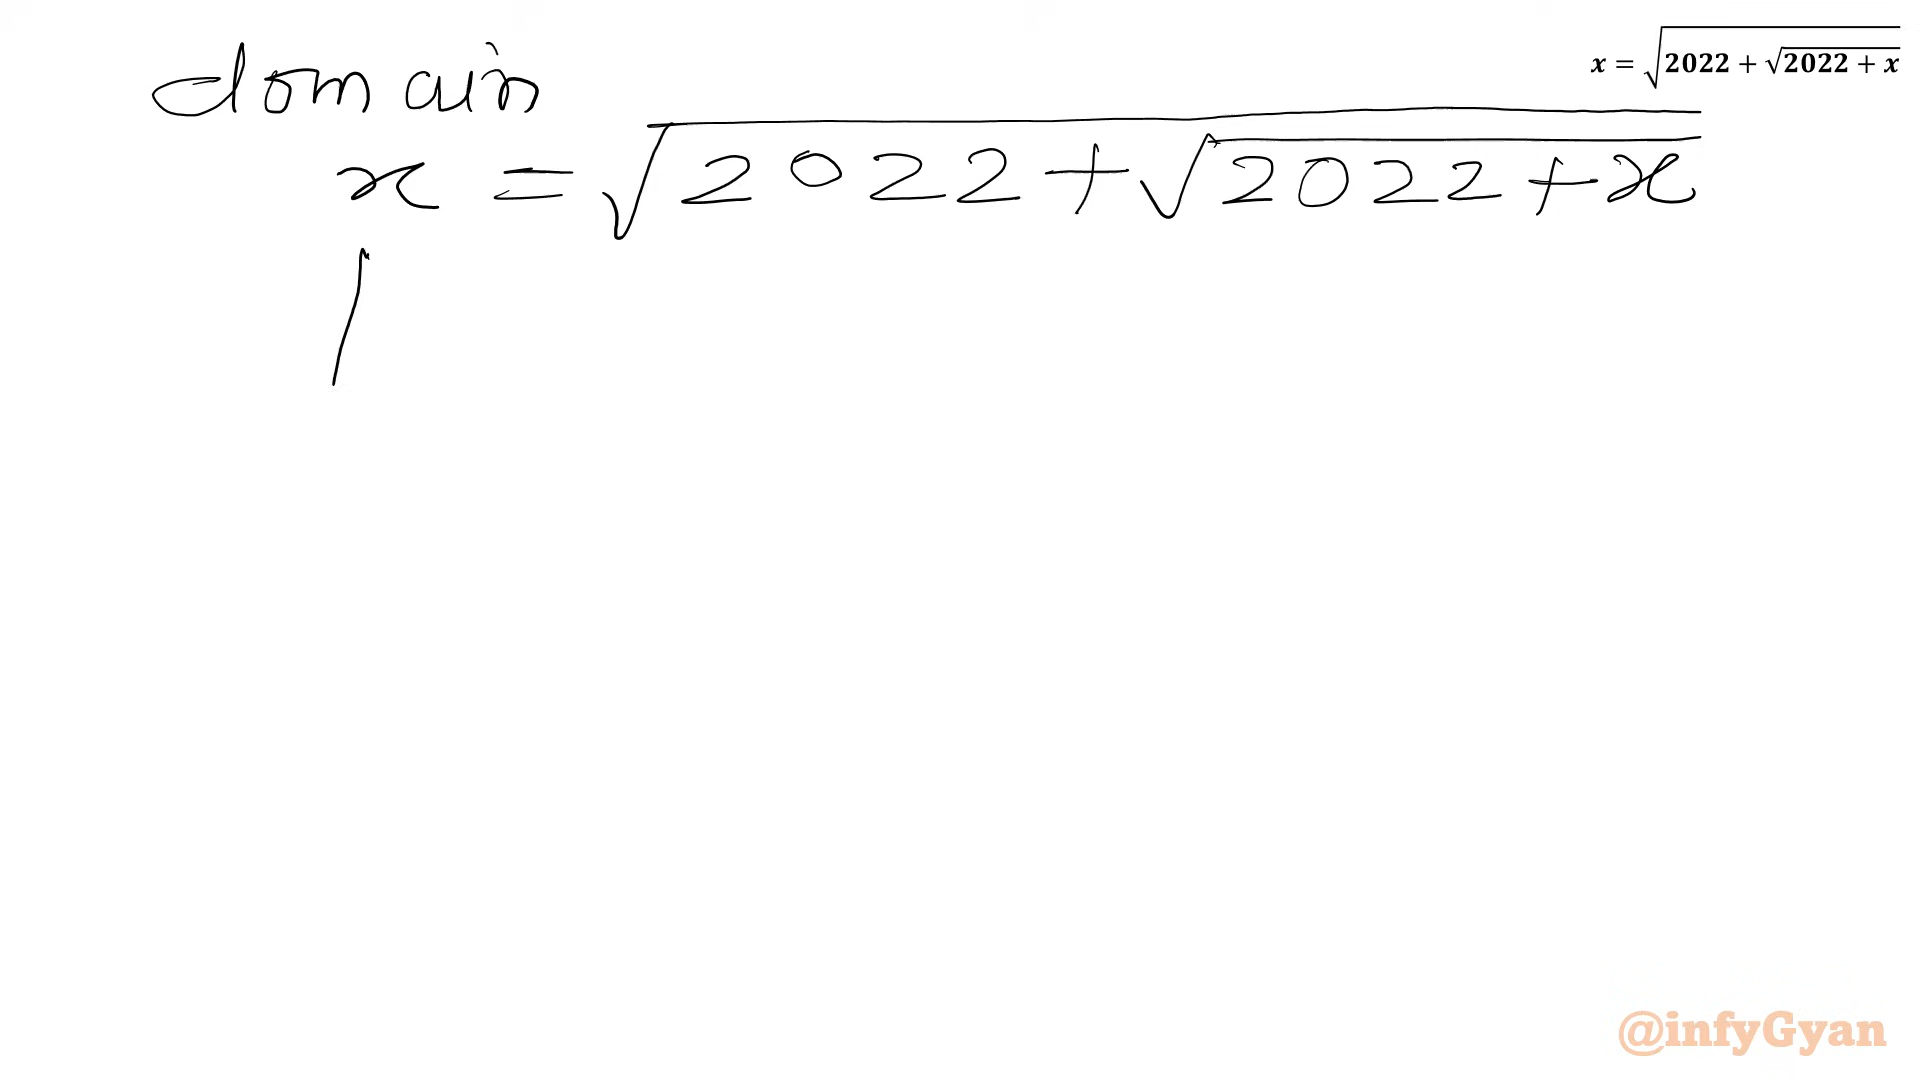 domain
x = √2022 + √2022 + x
x = √2022 + √2022 + x
@infyGyan